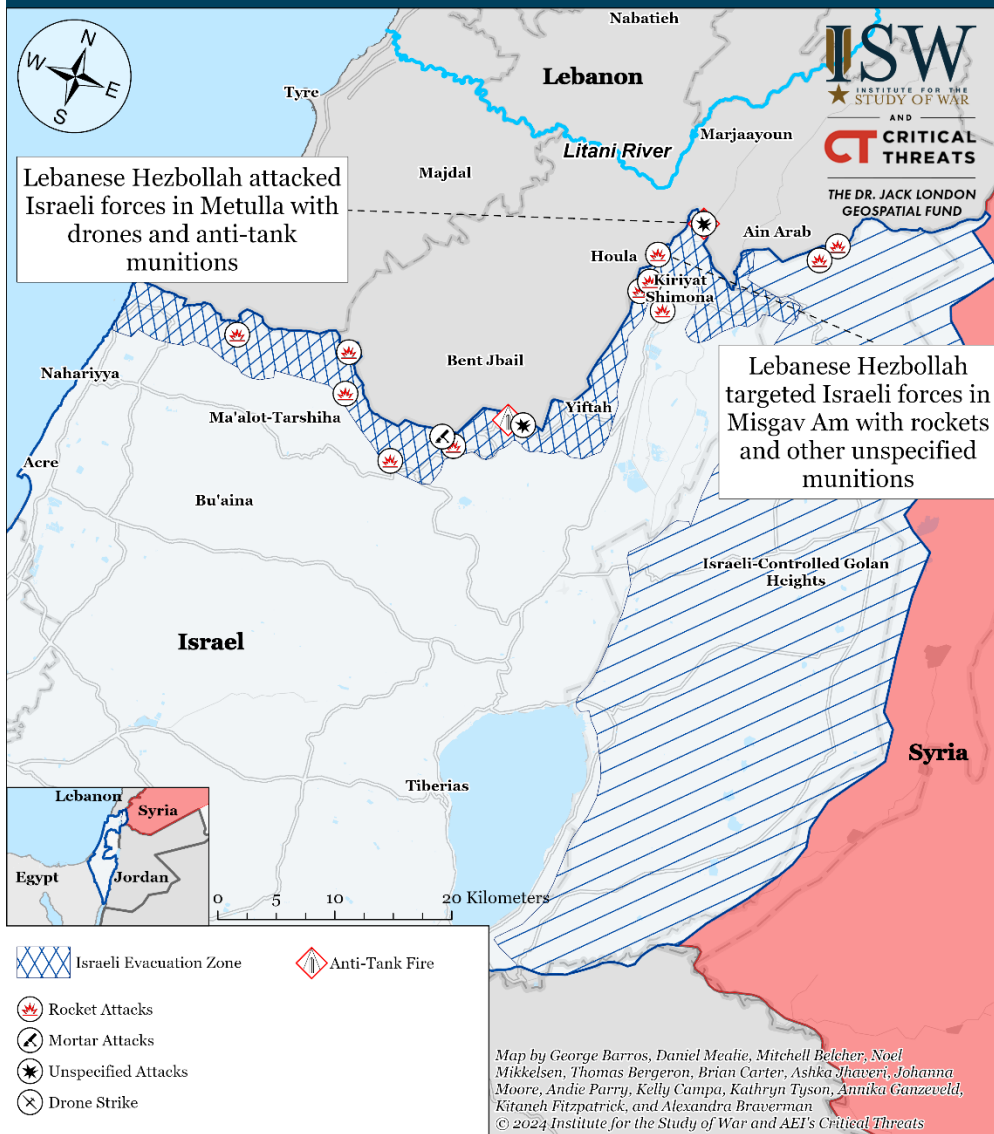 N
W
E
S
Nabatieh
Lebanon
Tyre
Marjaayoun
Litani River
Majdal
ISW
INSTITUTE FOR THE
STUDY OF WAR
AND
CT CRITICAL
THREATS
THE DR. JACK LONDON
GEOSPATIAL FUND
Lebanese Hezbollah attacked
Israeli forces in Metulla with
drones and anti-tank
munitions
Ain Arab
Houla
Kiriyat
Shimona
Bent Jbail
Nahariyya
Ma'alot-Tarshiha
Yiftah
Lebanese Hezbollah
targeted Israeli forces in
Misgav Am with rockets
and other unspecified
munitions
Acre
Bu'aina
Israeli-Controlled Golan
Heights
Israel
Syria
Tiberias
Lebanon
Syria
Egypt
Jordan
0 5 10 20 Kilometers
Israeli Evacuation Zone
Anti-Tank Fire
Rocket Attacks
Mortar Attacks
Unspecified Attacks
Drone Strike
Map by George Barros, Daniel Mealie, Mitchell Belcher, Noel
Mikkelsen, Thomas Bergeron, Brian Carter, Ashka Jhaveri, Johanna
Moore, Andie Parry, Kelly Campa, Kathryn Tyson, Annika Ganzeveld,
Kitaneh Fitzpatrick, and Alexandra Braverman
© 2024 Institute for the Study of War and AEI's Critical Threats